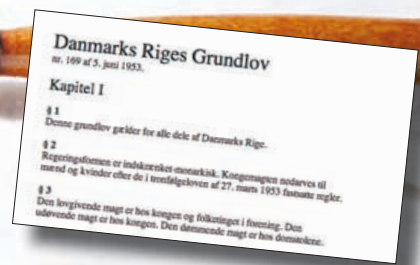 Danmarks Riges Grundlov
nr. 169 af 5. juni 1953.
Kapitel I
§ 1
Denne grundlov gælder for alle dele af Danmarks Rige.
§ 2
Regeringsformen er indskrænket-monarkisk. Kongemagten nedarves til
mænd og kvinder efter de i tronfølgeloven af 27. marts 1953 fastsatte regler.
§ 3
Den lovgivende magt er hos kongen og folketinget i forening. Den
udøvende magt er hos kongen. Den dømmende magt er hos domstolene.